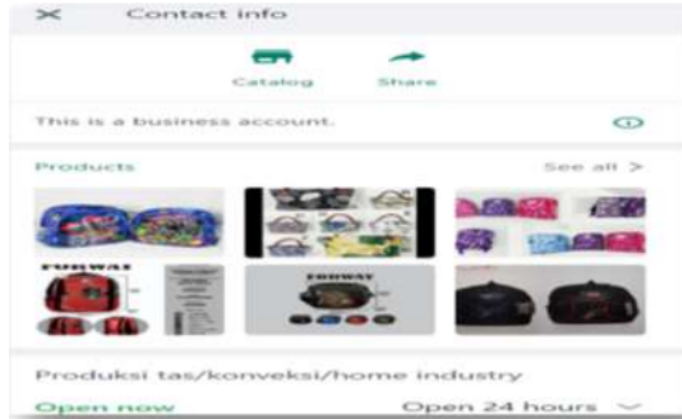 Contact info
Catalog Share
This is a business account.
Products See all >
FORWAY
FORWAY
Produksi tas/konveksi/home industry
Open now Open 24 hours